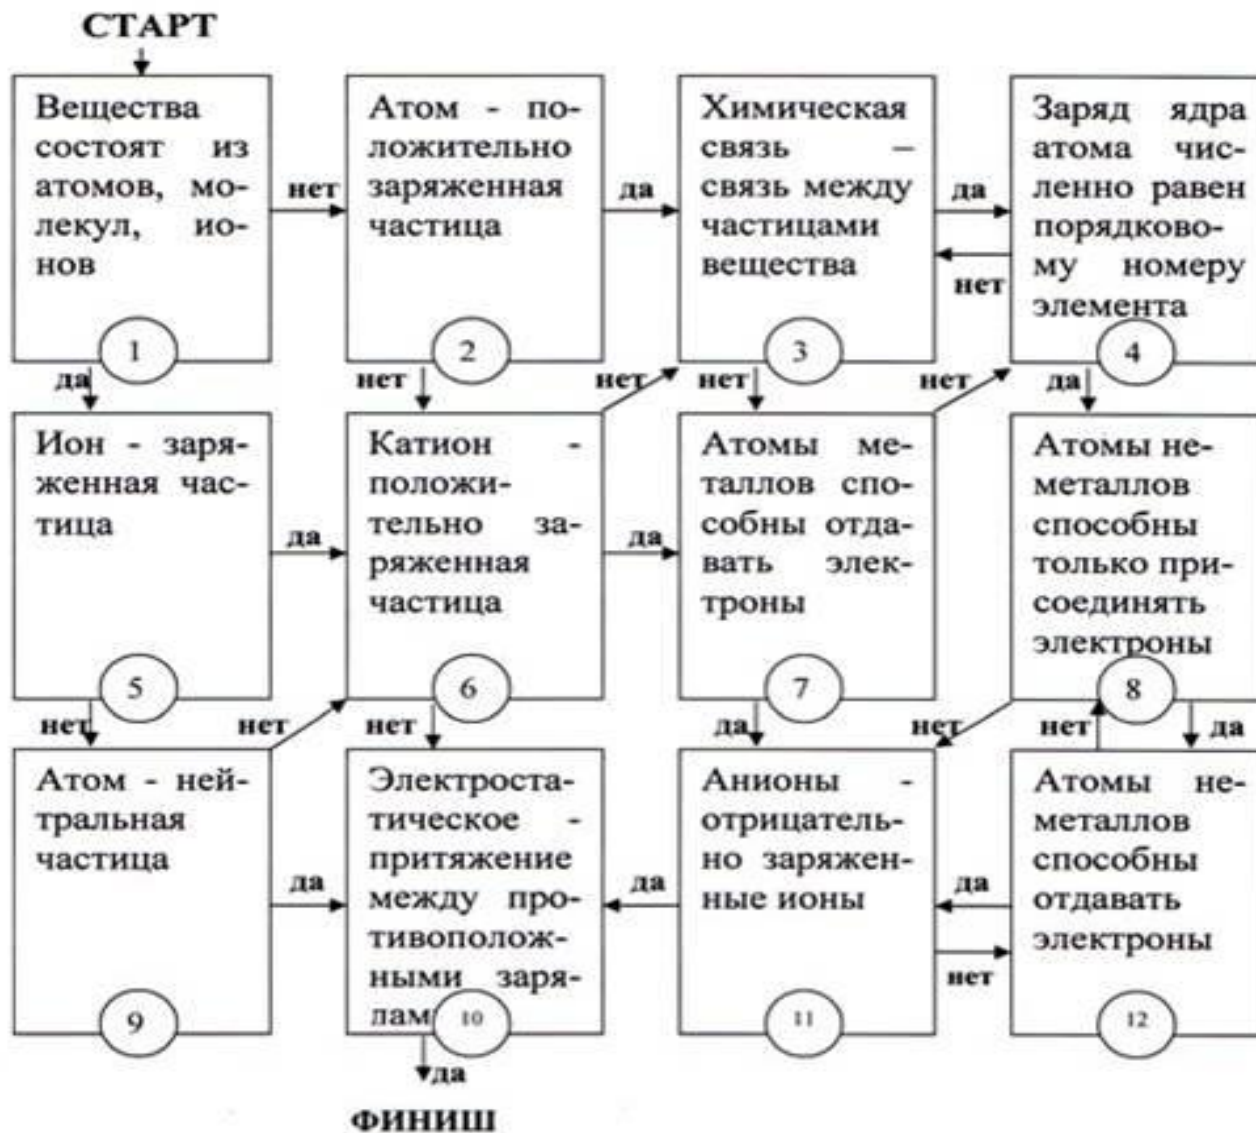 СТАРТ
Вещества
состоят из
атомов, мо-
лекул, ио-
нов
1
нет
Атом - по-
ложительно
заряженная
частица
2
да
Химическая
связь –
связь между
частицами
вещества
3
да
нет
Заряд ядра
атома чис-
ленно равен
порядково-
му номеру
элемента
4
да
нет
нет
нет
нет
да
Ион - заря-
женная час-
тица
5
да
Катион -
положи-
тельно за-
ряженная
частица
6
да
Атомы ме-
таллов спо-
собны отда-
вать элек-
троны
7
Атомы не-
металлов
способны
только при-
соединять
электроны
8
нет
нет
нет
да
нет
нет
да
Атом - ней-
тральная
частица
9
да
Электроста-
тическое -
притяжение
между про-
тивополож-
ными заря-
дам
10
да
Анионы -
отрицатель-
но заряжен-
ные ионы
11
да
нет
Атомы не-
металлов
способны
отдавать
электроны
12
да
ФИНИШ